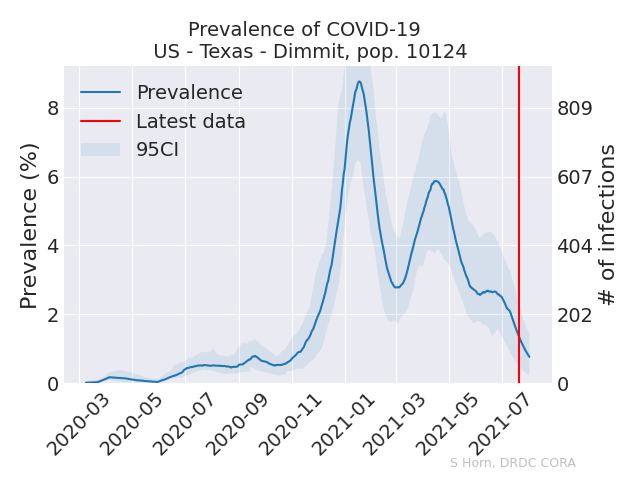 Prevalence of COVID-19
US - Texas - Dimmit, pop. 10124
Prevalence
Latest data
95CI
Prevalence (%)
8
6
4
2
0
809
607
404
202
0
# of infections
2020-03
2020-05
2020-07
2020-09
2020-11
2021-01
2021-03
2021-05
2021-07
S Horn, DRDC CORA